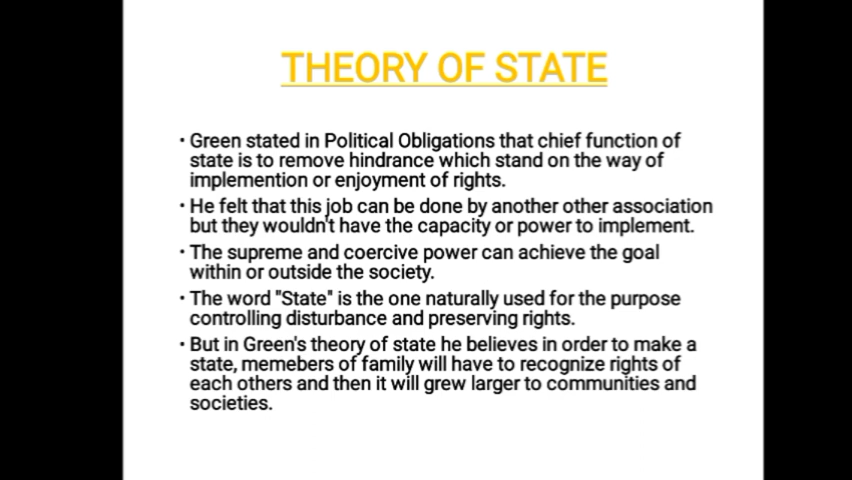 THEORY OF STATE
• Green stated in Political Obligations that chief function of
state is to remove hindrance which stand on the way of
implemention or enjoyment of rights.
• He felt that this job can be done by another other association
but they wouldn't have the capacity or power to implement.
• The supreme and coercive power can achieve the goal
within or outside the society.
• The word "State" is the one naturally used for the purpose
controlling disturbance and preserving rights.
• But in Green's theory of state he believes in order to make a
state, memebers of family will have to recognize rights of
each others and then it will grew larger to communities and
societies.